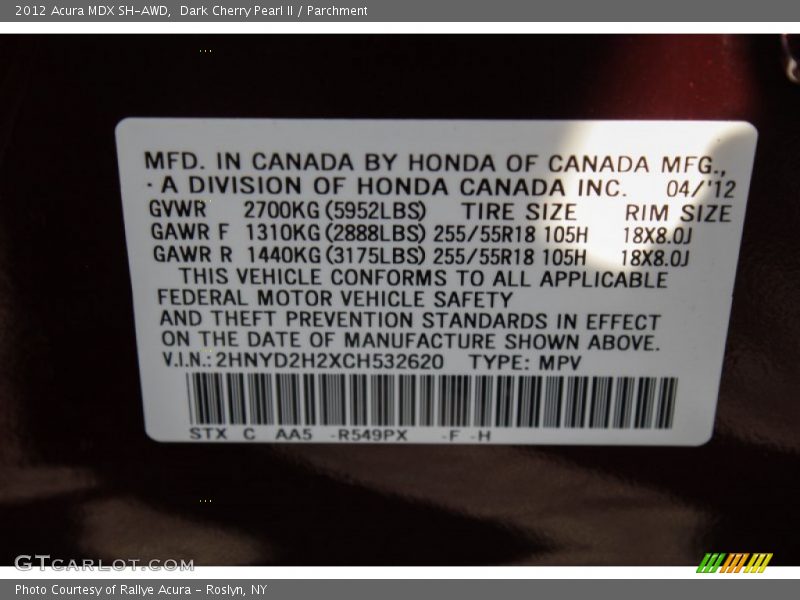 2012 Acura MDX SH-AWD, Dark Cherry Pearl II / Parchment
MFD. IN CANADA BY HONDA OF CANADA MFG.,
· A DIVISION OF HONDA CANADA INC. 04/'12
GVWR 2700KG (5952LBS) TIRE SIZE RIM SIZE
GAWR F 1310KG (2888LBS) 255/55R18 105H 18X8.0J
GAWR R 1440KG (3175LBS) 255/55R18 105H 18X8.0J
THIS VEHICLE CONFORMS TO ALL APPLICABLE
FEDERAL MOTOR VEHICLE SAFETY
AND THEFT PREVENTION STANDARDS IN EFFECT
ON THE DATE OF MANUFACTURE SHOWN ABOVE.
V.I.N.: 2HNYD2H2XCH532620 TYPE: MPV
STX C AA5 -R549PX -F -H
GTCARLOT.COM
Photo Courtesy of Rallye Acura - Roslyn, NY